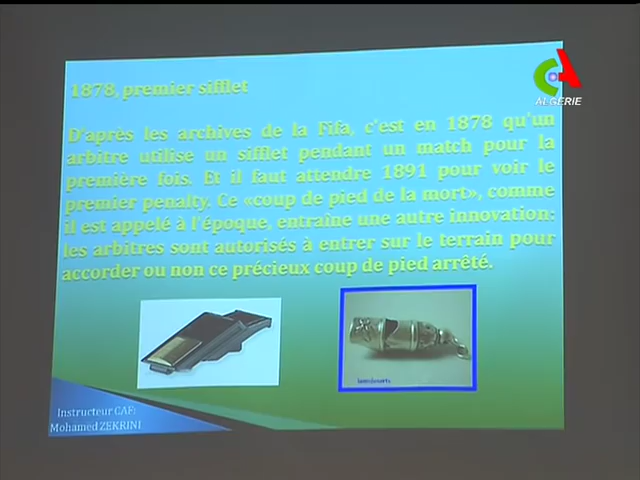 1878, premier sifflet
D'après les archives de la Fifa, c'est en 1878 qu'un
arbitre utilise un sifflet pendant un match pour la
première fois. Et il faut attendre 1891 pour voir le
premier penalty. Ce «coup de pied de la mort», comme
il est appelé à l'époque, entraîne une autre innovation:
les arbitres sont autorisés à entrer sur le terrain pour
accorder ou non ce précieux coup de pied arrêté.
Instructeur CAF:
Mohamed ZEKRINI
ALGERIE